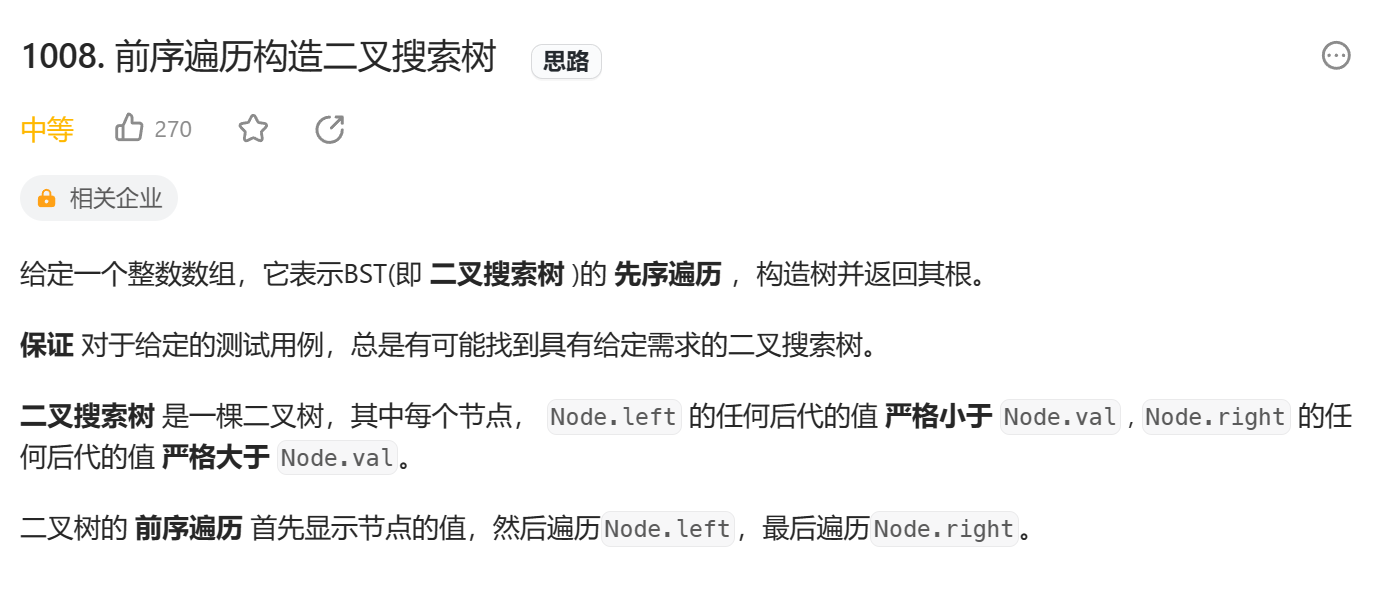 1008. 前序遍历构造二叉搜索树 思路
中等 270
相关企业
给定一个整数数组，它表示BST(即 二叉搜索树 )的 先序遍历 ，构造树并返回其根。
保证 对于给定的测试用例，总是有可能找到具有给定需求的二叉搜索树。
二叉搜索树 是一棵二叉树，其中每个节点， Node.left 的任何后代的值 严格小于 Node.val , Node.right 的任
何后代的值 严格大于 Node.val。
二叉树的 前序遍历 首先显示节点的值，然后遍历Node.left，最后遍历Node.right。